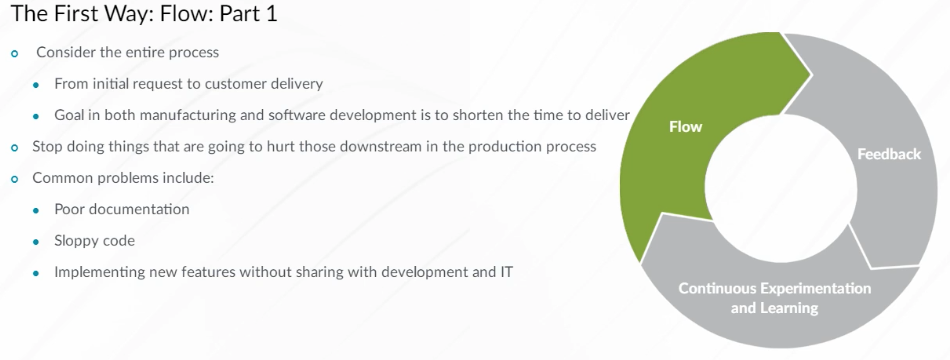 The First Way: Flow: Part 1
Consider the entire process
From initial request to customer delivery
Goal in both manufacturing and software development is to shorten the time to deliver
Stop doing things that are going to hurt those downstream in the production process
Common problems include:
Poor documentation
Sloppy code
Implementing new features without sharing with development and IT
Flow
Feedback
Continuous Experimentation
and Learning